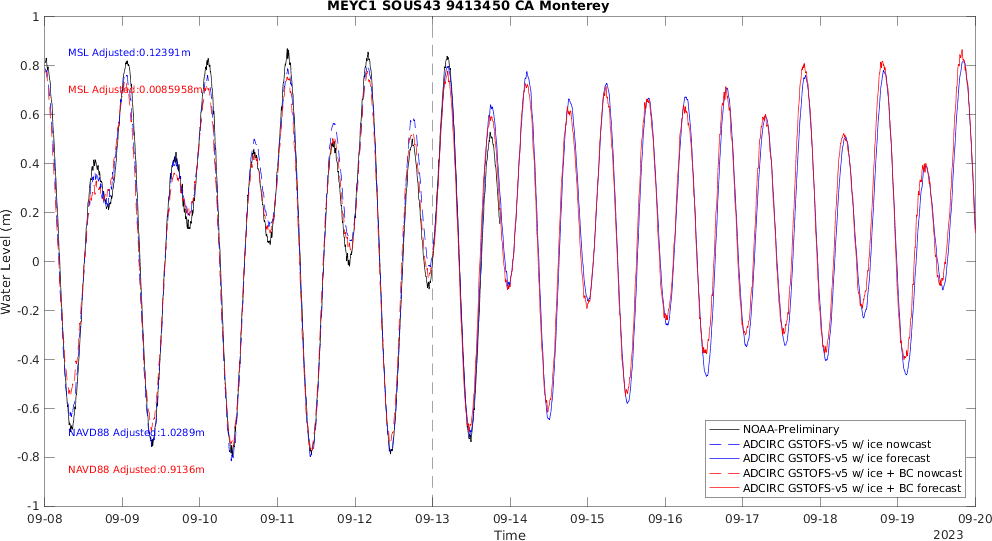 MEYC1 SOUS43 9413450 CA Monterey
MSL Adjusted:0.12391m
MSL Adjusted:0.0085958m
NAVD88 Adjusted:1.0289m
NAVD88 Adjusted:0.9136m
Water Level (m)
1
0.8
0.6
0.4
0.2
0
-0.2
-0.4
-0.6
-0.8
-1
NOAA-Preliminary
ADCIRC GSTOFS-v5 w/ ice nowcast
ADCIRC GSTOFS-v5 w/ ice forecast
ADCIRC GSTOFS-v5 w/ ice + BC nowcast
ADCIRC GSTOFS-v5 w/ ice + BC forecast
09-08 09-09 09-10 09-11 09-12 09-13 09-14 09-15 09-16 09-17 09-18 09-19 09-20
Time
2023